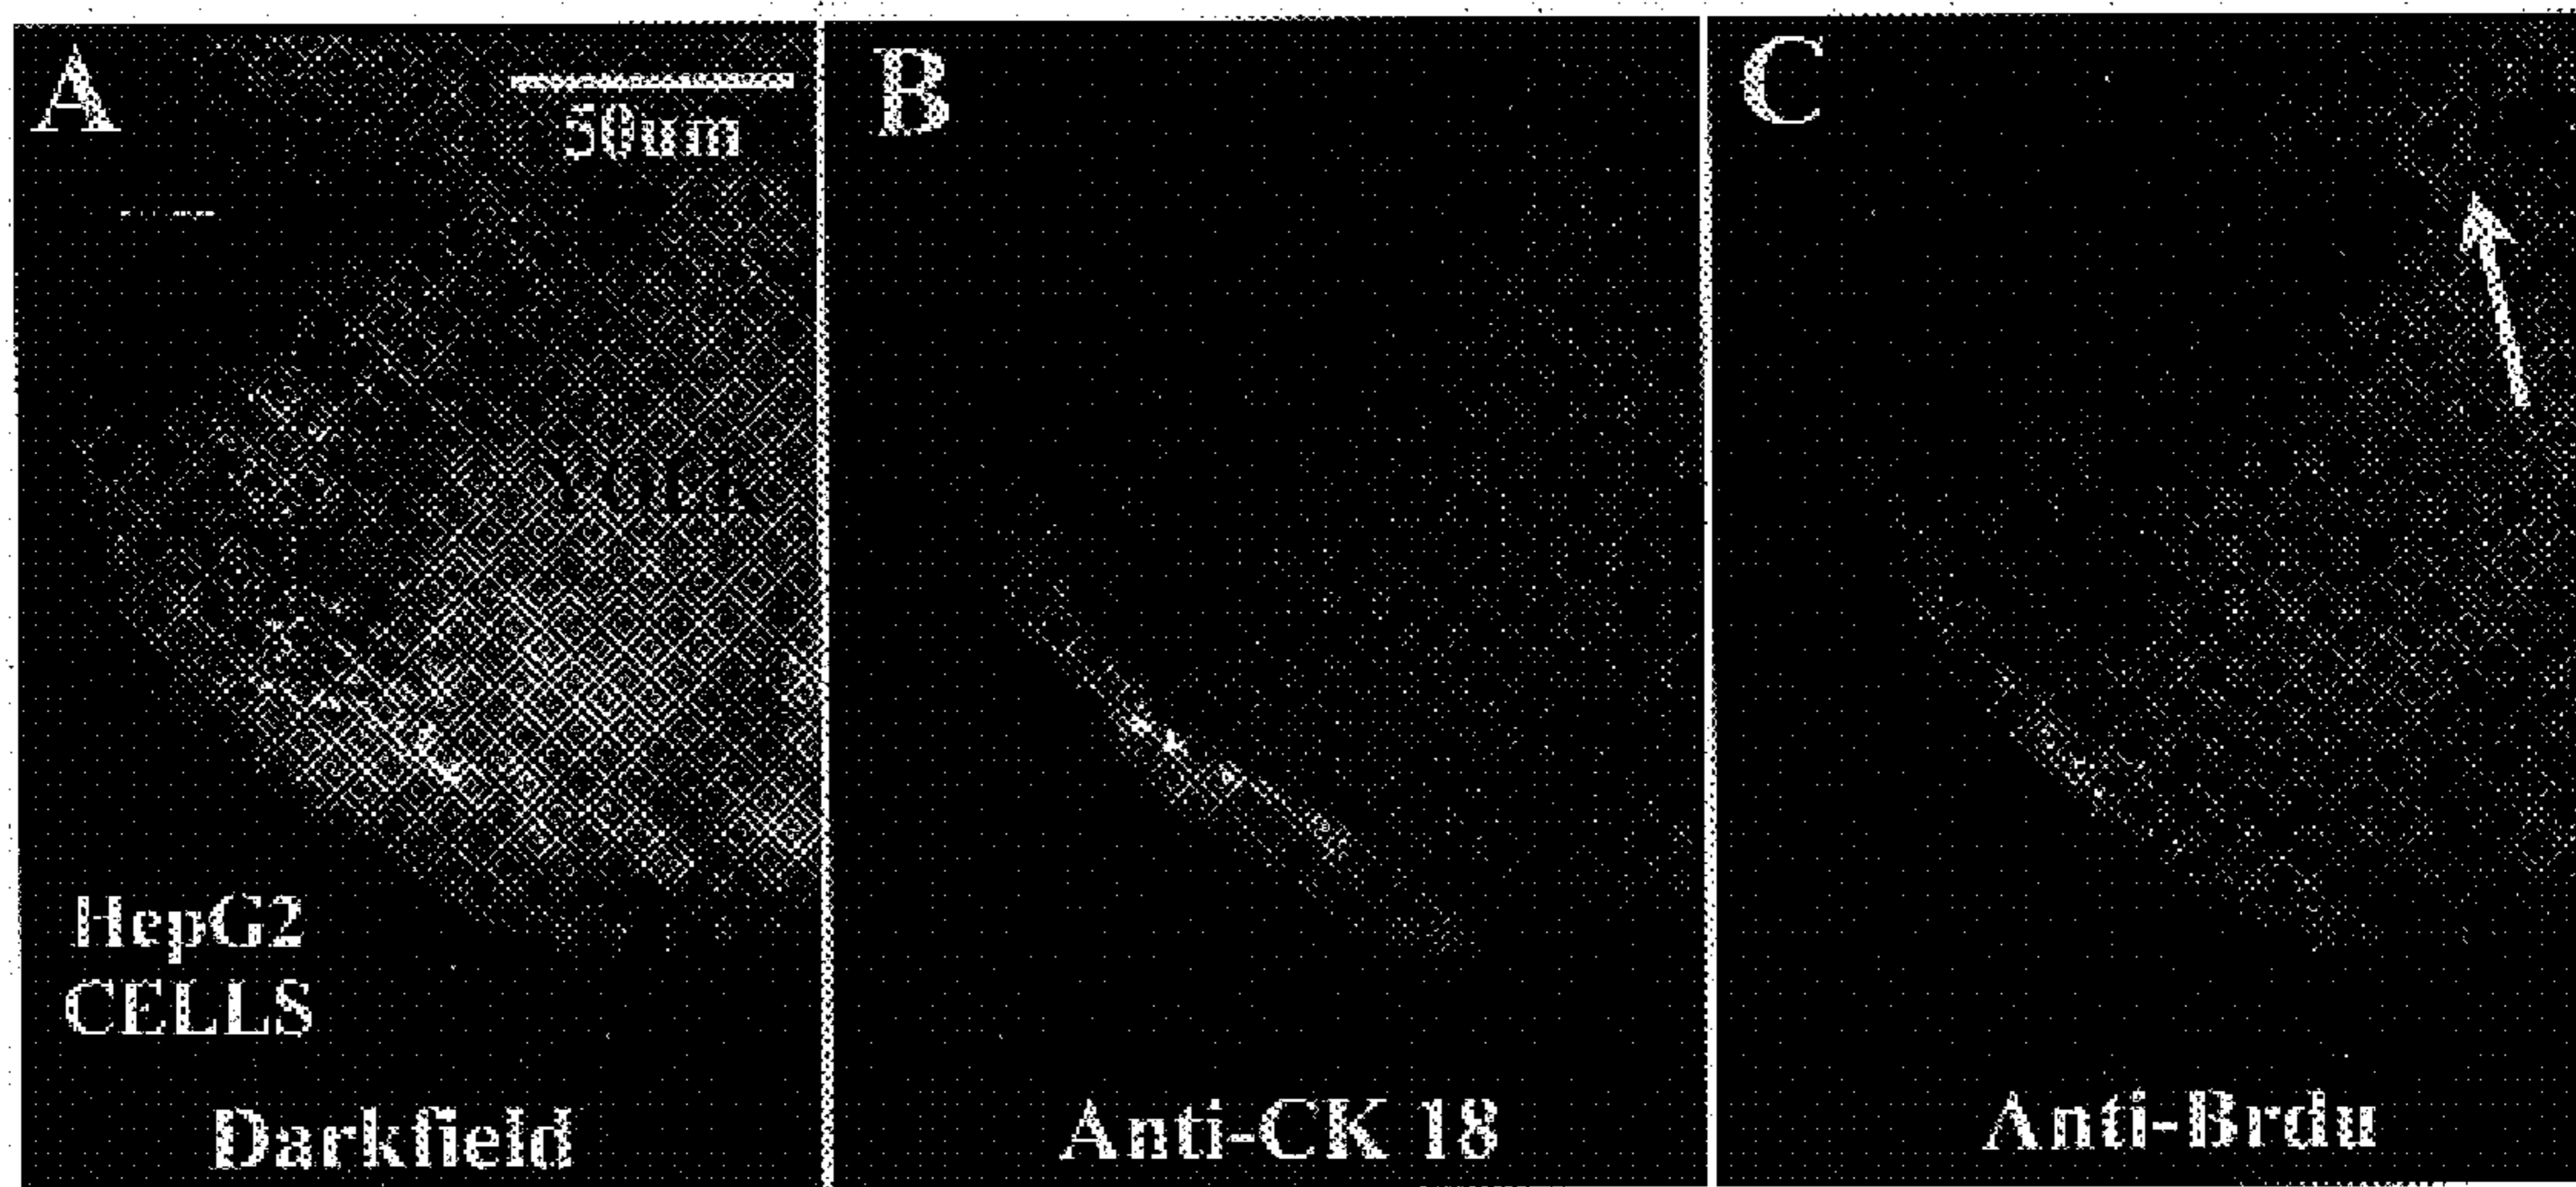 A
50um
HepG2
CELLS
Darkfield
B
Anti-CK 18
C
Anti-Brdu